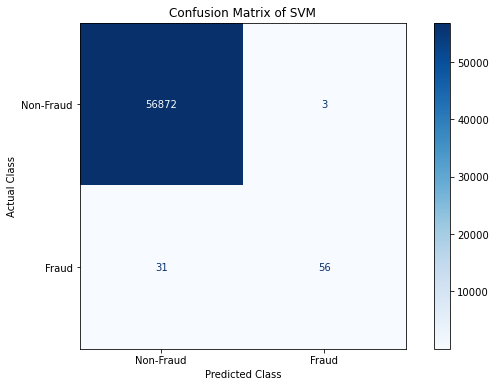 Confusion Matrix of SVM
Non-Fraud
56872
3
Fraud
31
56
Actual Class
Non-Fraud
Fraud
Predicted Class
50000
40000
30000
20000
10000